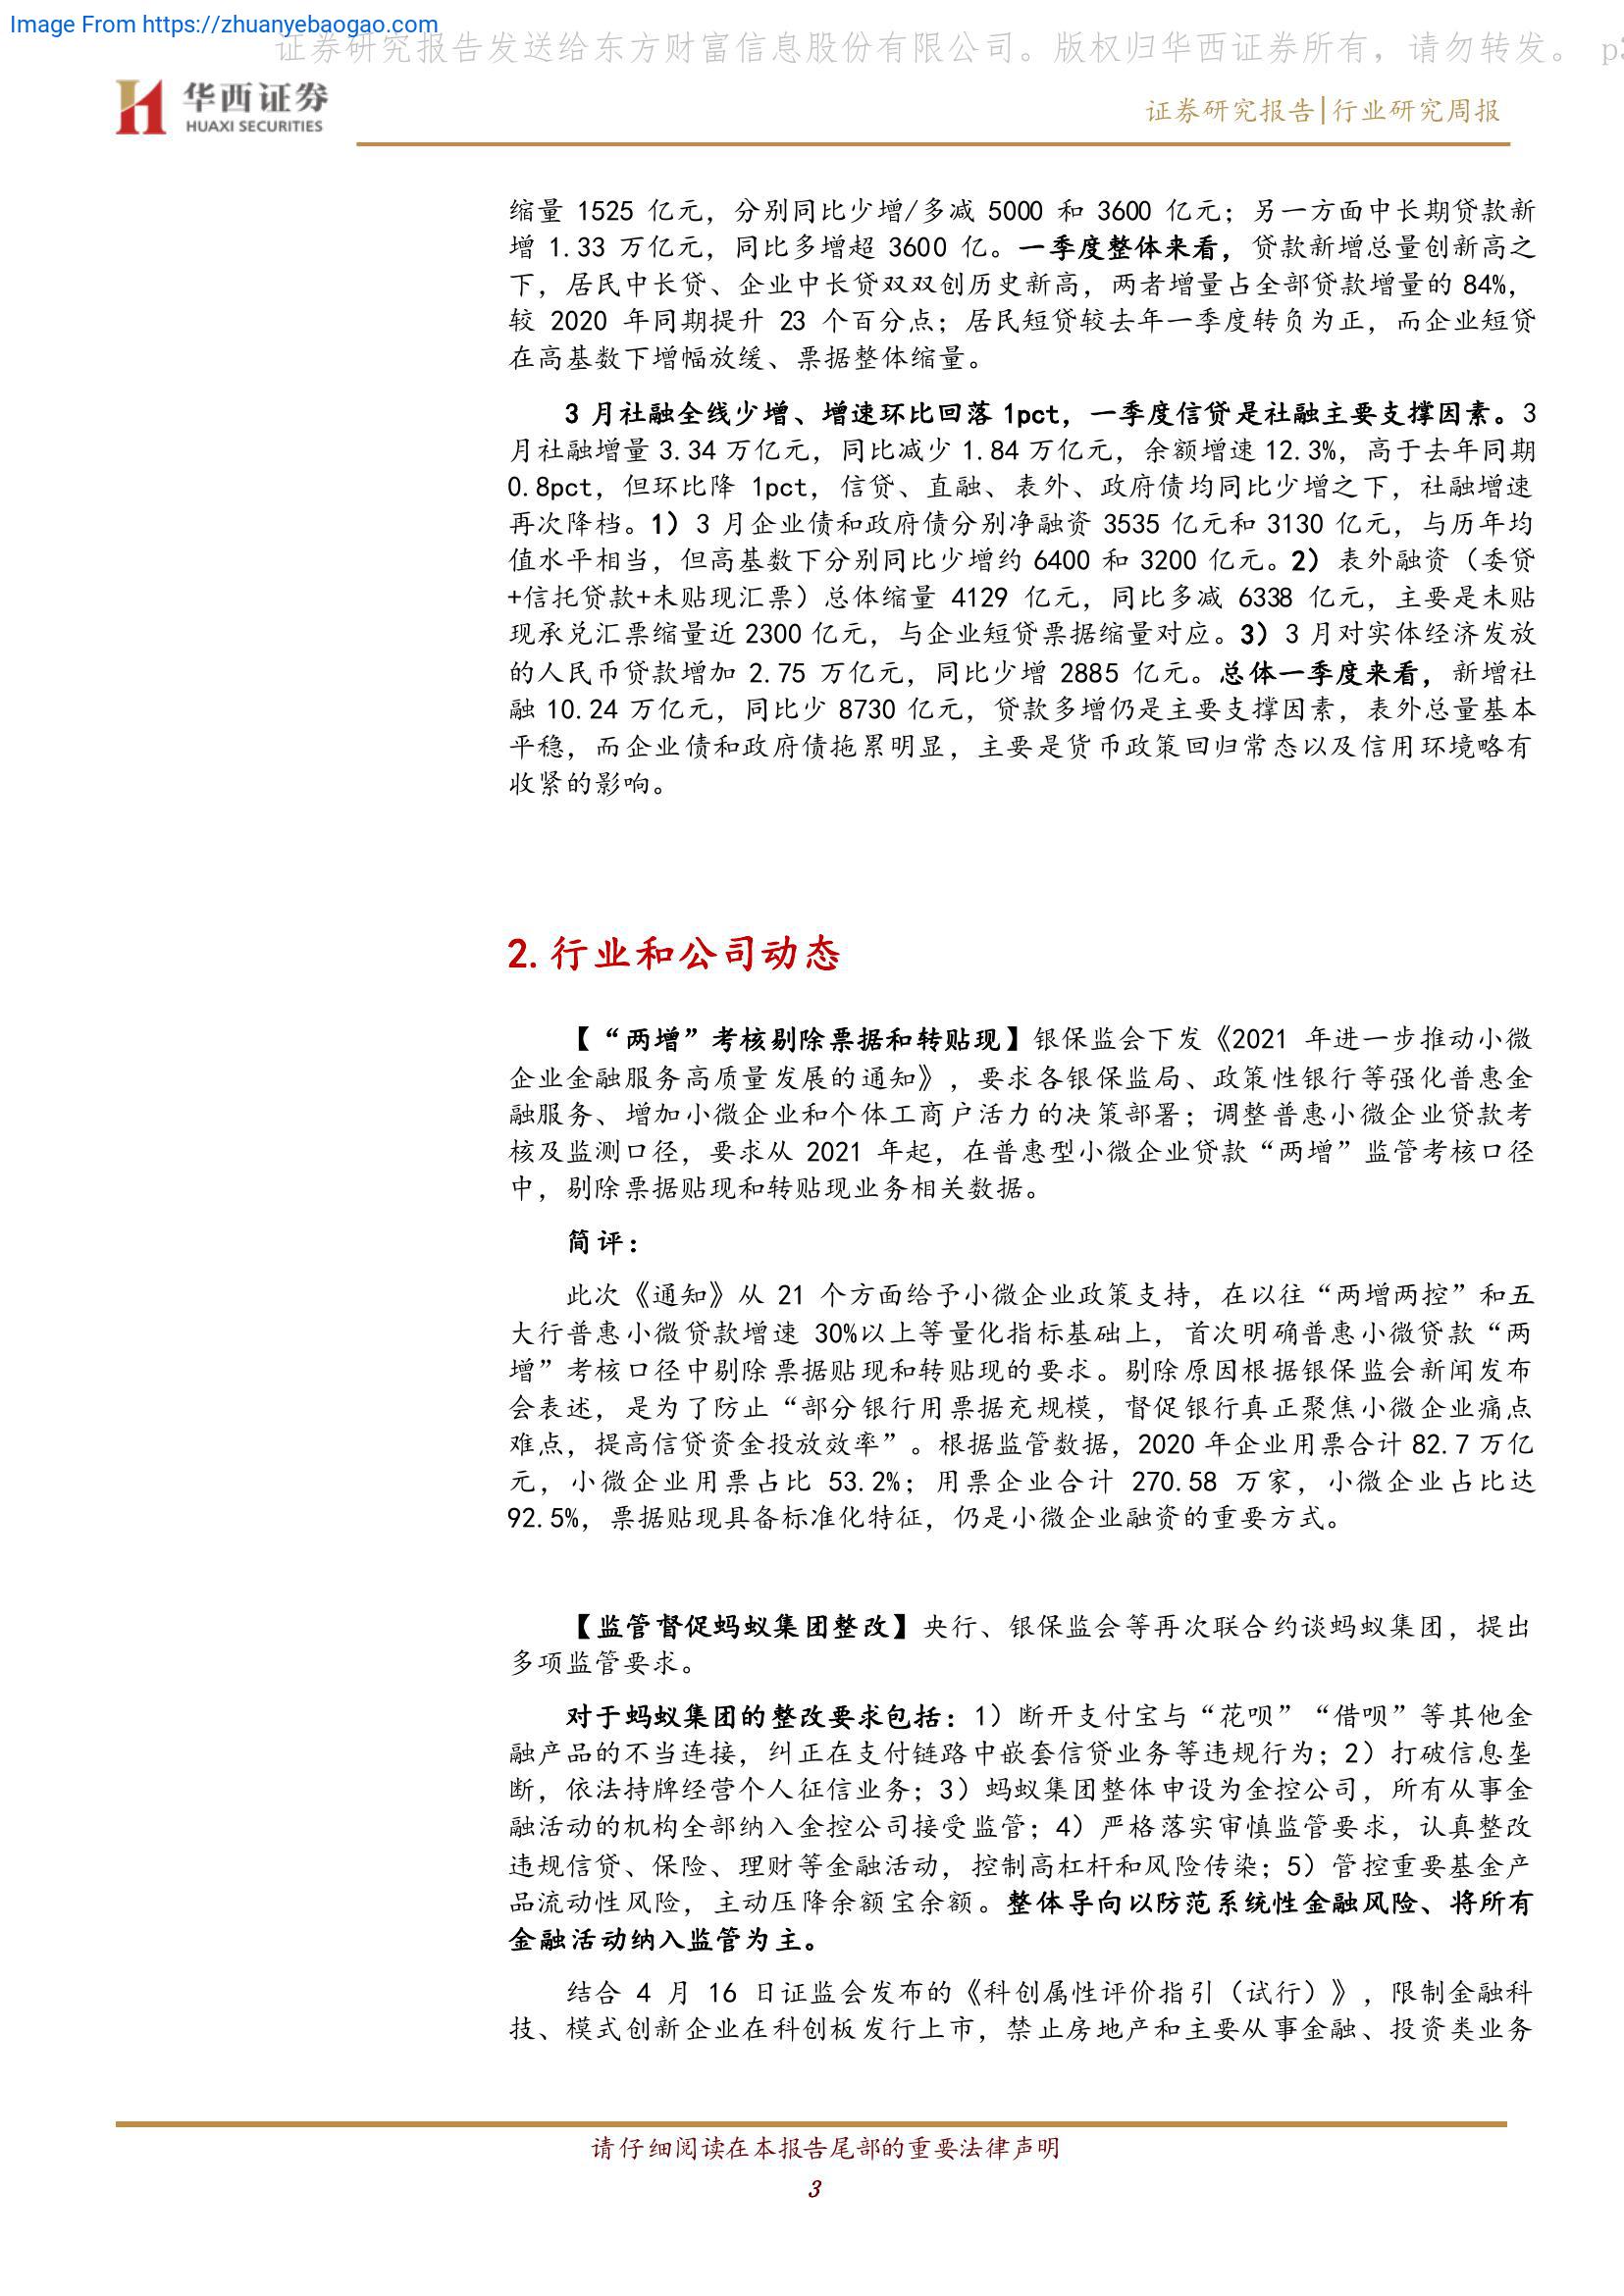 Image From https://zhuanyebaogao.com
证券研究报告发送给东方财富信息股份有限公司。版权归华西证券所有，请勿转发。 p3
华西证券
HUAXI SECURITIES
证券研究报告|行业研究周报
缩量 1525 亿元，分别同比少增/多减 5000 和 3600 亿元；另一方面中长期贷款新
增 1.33 万亿元，同比多增超 3600 亿。一季度整体来看，贷款新增总量创新高之
下，居民中长贷、企业中长贷双双创历史新高，两者增量占全部贷款增量的 84%，
较 2020 年同期提升 23 个百分点；居民短贷较去年一季度转负为正，而企业短贷
在高基数下增幅放缓、票据整体缩量。
3 月社融全线少增、增速环比回落 1pct，一季度信贷是社融主要支撑因素。3
月社融增量 3.34 万亿元，同比减少 1.84 万亿元，余额增速 12.3%，高于去年同期
0.8pct，但环比降 1pct，信贷、直融、表外、政府债均同比少增之下，社融增速
再次降档。1）3 月企业债和政府债分别净融资 3535 亿元和 3130 亿元，与历年均
值水平相当，但高基数下分别同比少增约 6400 和 3200 亿元。2）表外融资（委贷
+信托贷款+未贴现汇票）总体缩量 4129 亿元，同比多减 6338 亿元，主要是未贴
现承兑汇票缩量近 2300 亿元，与企业短贷票据缩量对应。3）3 月对实体经济发放
的人民币贷款增加 2.75 万亿元，同比少增 2885 亿元。总体一季度来看，新增社
融 10.24 万亿元，同比少 8730 亿元，贷款多增仍是主要支撑因素，表外总量基本
平稳，而企业债和政府债拖累明显，主要是货币政策回归常态以及信用环境略有
收紧的影响。
2.行业和公司动态
【“两增”考核剔除票据和转贴现】银保监会下发《2021 年进一步推动小微
企业金融服务高质量发展的通知》，要求各银保监局、政策性银行等强化普惠金
融服务、增加小微企业和个体工商户活力的决策部署；调整普惠小微企业贷款考
核及监测口径，要求从 2021 年起，在普惠型小微企业贷款“两增”监管考核口径
中，剔除票据贴现和转贴现业务相关数据。
简评：
此次《通知》从 21 个方面给予小微企业政策支持，在以往“两增两控”和五
大行普惠小微贷款增速 30%以上等量化指标基础上，首次明确普惠小微贷款“两
增”考核口径中剔除票据贴现和转贴现的要求。剔除原因根据银保监会新闻发布
会表述，是为了防止“部分银行用票据充规模，督促银行真正聚焦小微企业痛点
难点，提高信贷资金投放效率”。根据监管数据，2020 年企业用票合计 82.7 万亿
元，小微企业用票占比 53.2%；用票企业合计 270.58 万家，小微企业占比达
92.5%，票据贴现具备标准化特征，仍是小微企业融资的重要方式。
【监管督促蚂蚁集团整改】央行、银保监会等再次联合约谈蚂蚁集团，提出
多项监管要求。
对于蚂蚁集团的整改要求包括：1）断开支付宝与“花呗”“借呗”等其他金
融产品的不当连接，纠正在支付链路中嵌套信贷业务等违规行为；2）打破信息垄
断，依法持牌经营个人征信业务；3）蚂蚁集团整体申设为金控公司，所有从事金
融活动的机构全部纳入金控公司接受监管；4）严格落实审慎监管要求，认真整改
违规信贷、保险、理财等金融活动，控制高杠杆和风险传染；5）管控重要基金产
品流动性风险，主动压降余额宝余额。整体导向以防范系统性金融风险、将所有
金融活动纳入监管为主。
结合 4 月 16 日证监会发布的《科创属性评价指引（试行）》，限制金融科
技、模式创新企业在科创板发行上市，禁止房地产和主要从事金融、投资类业务
请仔细阅读在本报告尾部的重要法律声明
3